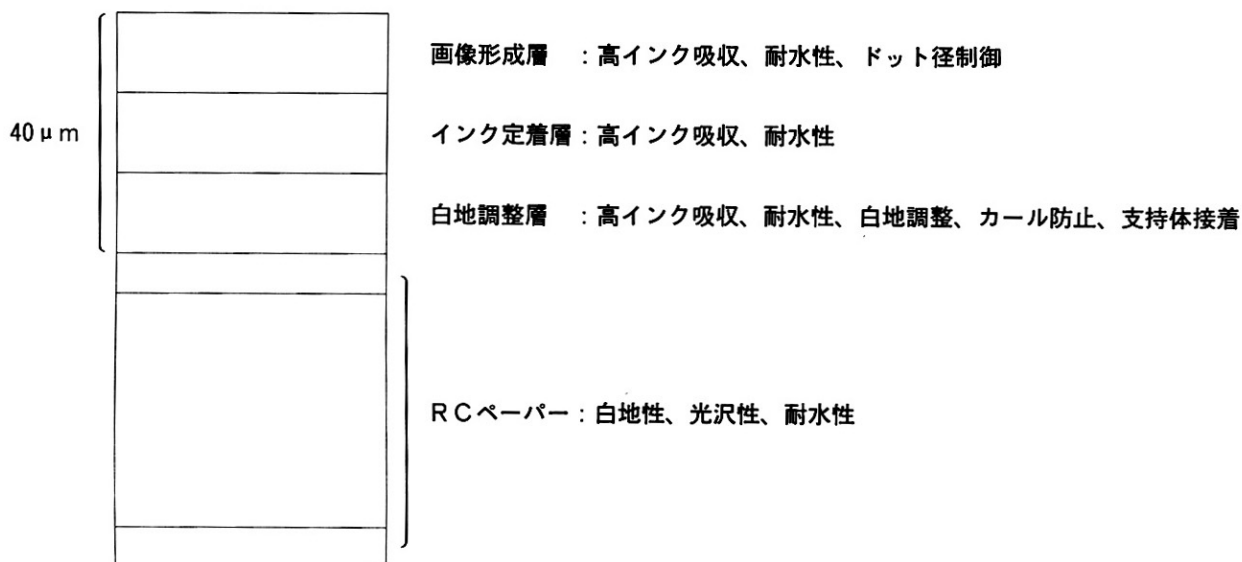 画像形成層 :高インク吸収、耐水性、ドット径制御
40μm
インク定着層:高インク吸収、耐水性
白地調整層 :高インク吸収、耐水性、白地調整、カール防止、支持体接着
RCペーパー:白地性、光沢性、耐水性